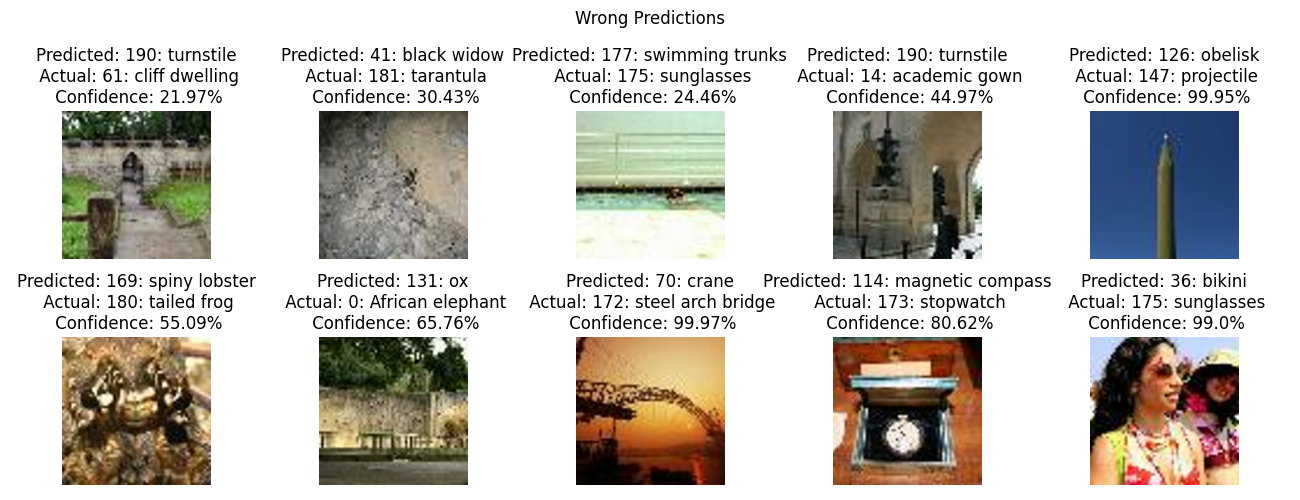 Wrong Predictions
Predicted: 190: turnstile
Actual: 61: cliff dwelling
Confidence: 21.97%
Predicted: 41: black widow
Actual: 181: tarantula
Confidence: 30.43%
Predicted: 177: swimming trunks
Actual: 175: sunglasses
Confidence: 24.46%
Predicted: 190: turnstile
Actual: 14: academic gown
Confidence: 44.97%
Predicted: 126: obelisk
Actual: 147: projectile
Confidence: 99.95%
Predicted: 169: spiny lobster
Actual: 180: tailed frog
Confidence: 55.09%
Predicted: 131: ox
Actual: 0: African elephant
Confidence: 65.76%
Predicted: 70: crane
Actual: 172: steel arch bridge
Confidence: 99.97%
Predicted: 114: magnetic compass
Actual: 173: stopwatch
Confidence: 80.62%
Predicted: 36: bikini
Actual: 175: sunglasses
Confidence: 99.0%